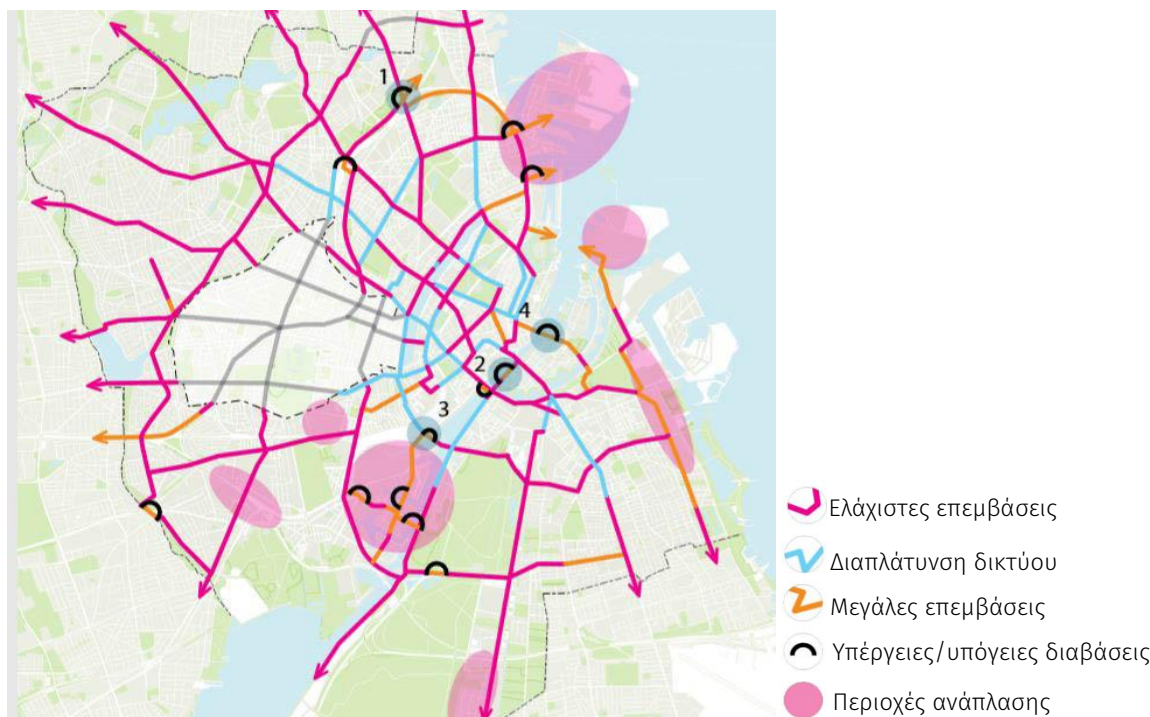 1
4
2
3
Ελάχιστες επεμβάσεις
Διαπλάτυνση δικτύου
Μεγάλες επεμβάσεις
Υπέργειες/υπόγειες διαβάσεις
Περιοχές ανάπλασης